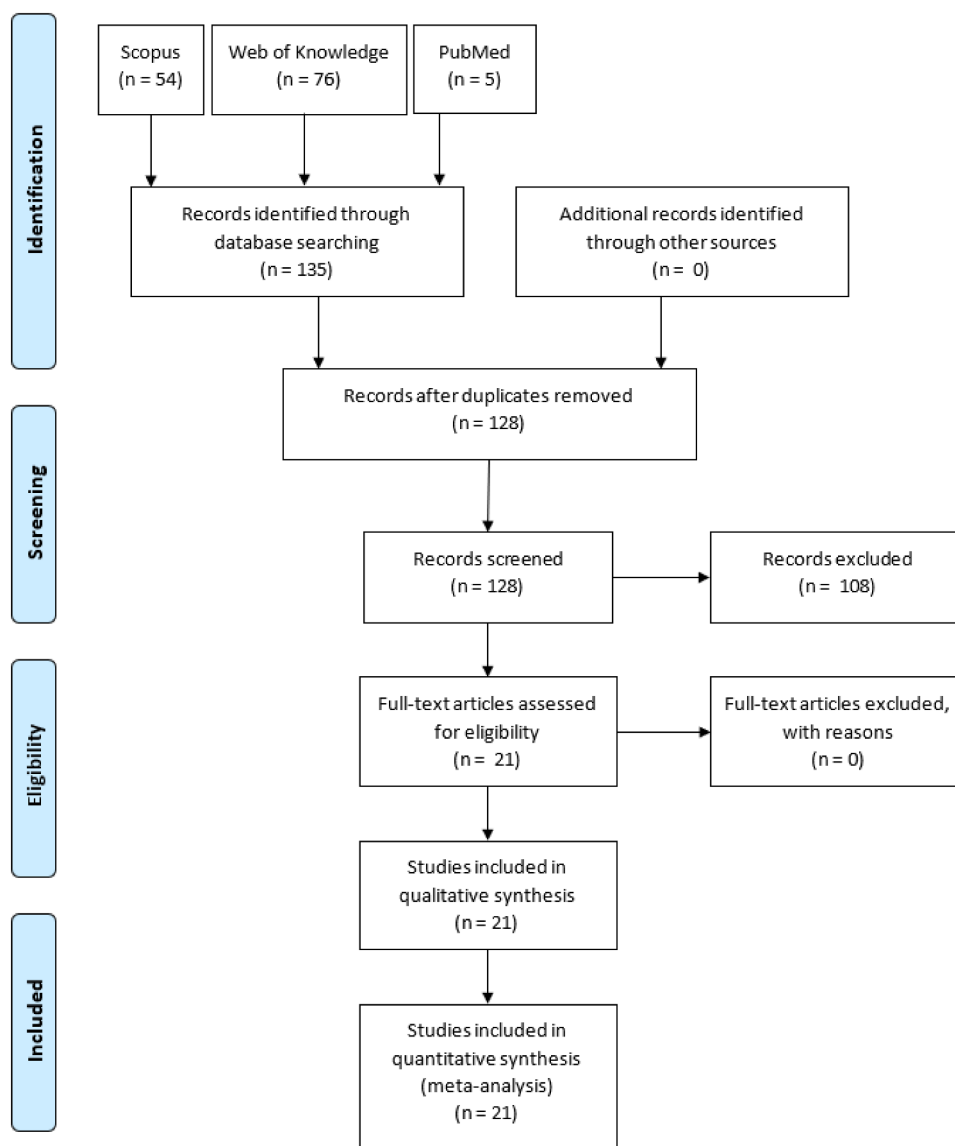 Identification
Scopus
(n = 54)
Web of Knowledge
(n = 76)
PubMed
(n = 5)
Records identified through
database searching
(n = 135)
Additional records identified
through other sources
(n =  0)
Records after duplicates removed
(n = 128)
Screening
Records screened
(n = 128)
Records excluded
(n =  108)
Eligibility
Full-text articles assessed
for eligibility
(n =  21)
Full-text articles excluded,
with reasons
(n = 0)
Studies included in
qualitative synthesis
(n = 21)
Included
Studies included in
quantitative synthesis
(meta-analysis)
(n = 21)